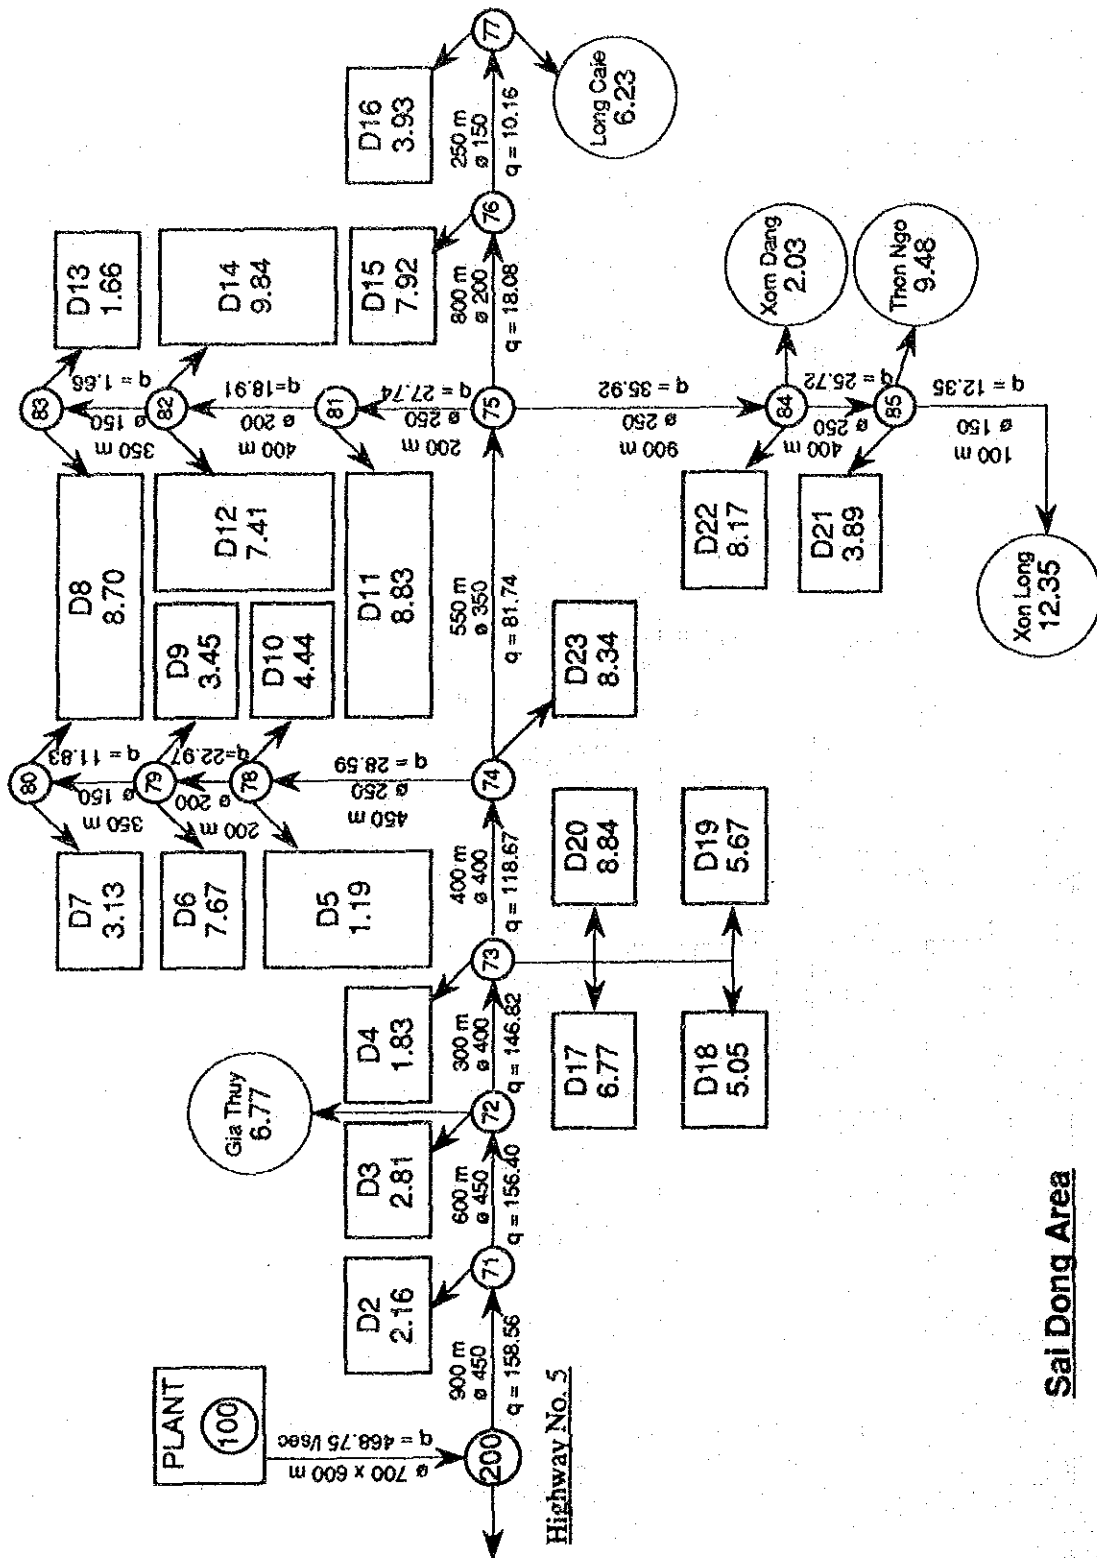 PLANT
100
ø 700 x 600 m
q = 468.75 l/sec
200
Highway No. 5
900 m
ø 450
q = 158.56
71
D2
2.16
600 m
ø 450
q = 156.40
72
D3
2.81
Gia Thuy
6.77
300 m
ø 400
q = 146.82
73
D4
1.83
D17
6.77
D20
8.84
D18
5.05
D19
5.67
400 m
ø 400
q = 118.67
74
D23
8.34
450 m
ø 250
q = 28.59
78
D5
1.19
D10
4.44
200 m
ø 200
q=22.97
79
D6
7.67
D9
3.45
350 m
ø 150
q = 11.83
80
D7
3.13
D8
8.70
550 m
ø 350
q = 81.74
75
200 m
ø 250
q = 27.74
81
D11
8.83
400 m
ø 200
q=18.91
82
D12
7.41
D14
9.84
350 m
ø 150
q = 1.66
83
D13
1.66
800 m
ø 200
q = 18.08
76
D15
7.92
250 m
ø 150
q = 10.16
77
D16
3.93
Long Caie
6.23
900 m
ø 250
q = 35.92
84
D22
8.17
Xom Dang
2.03
400 m
ø 250
q = 25.72
85
D21
3.89
Thon Ngo
9.48
100 m
ø 150
q = 12.35
Xon Long
12.35
Sai Dong Area